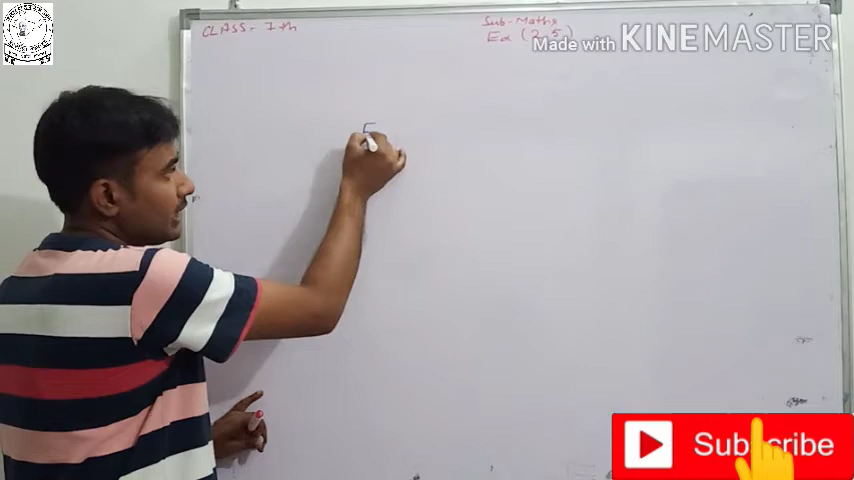 CLASS - 7th
Sub - Maths
Ex (2.5)
Made with KINEMASTER
Subscribe